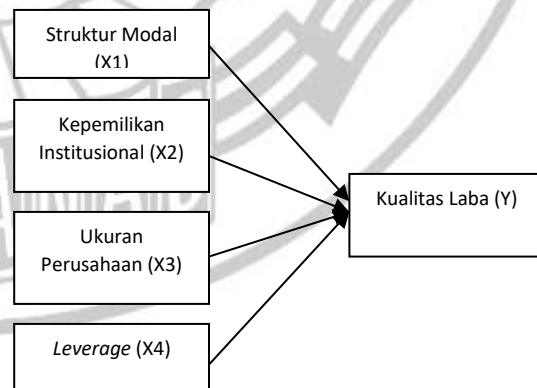 Struktur Modal
(X1)
Kepemilikan
Institusional (X2)
Ukuran
Perusahaan (X3)
Leverage (X4)
Kualitas Laba (Y)